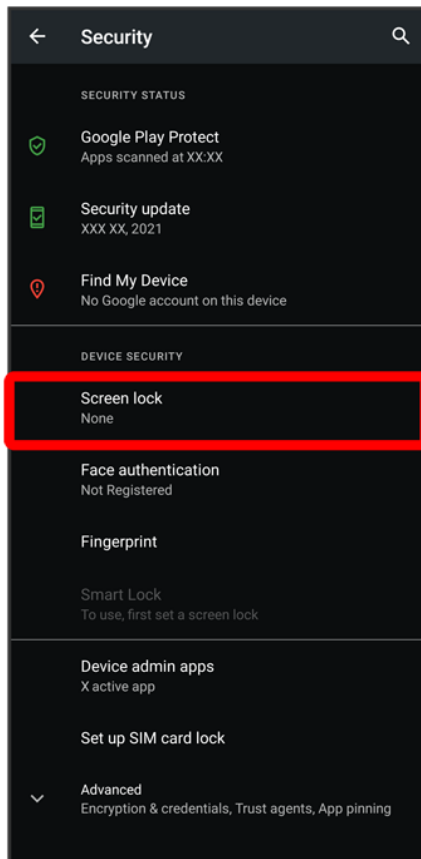 Security
SECURITY STATUS
Google Play Protect
Apps scanned at XX:XX
Security update
XXX XX, 2021
Find My Device
No Google account on this device
DEVICE SECURITY
Screen lock
None
Face authentication
Not Registered
Fingerprint
Smart Lock
To use, first set a screen lock
Device admin apps
X active app
Set up SIM card lock
Advanced
Encryption & credentials, Trust agents, App pinning